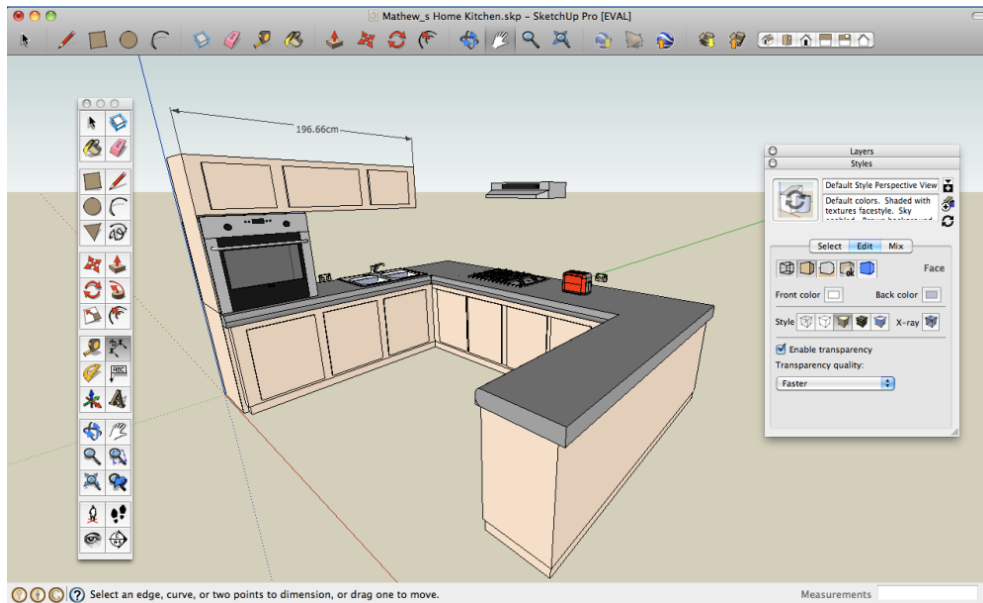 Mathew_s Home Kitchen.skp - SketchUp Pro [EVAL]
196.66cm
Layers
Styles
Default Style Perspective View
Default colors. Shaded with
textures facestyle. Sky
Select Edit Mix
Face
Front color Back color
Style X-ray
Enable transparency
Transparency quality:
Faster
Select an edge, curve, or two points to dimension, or drag one to move.
Measurements